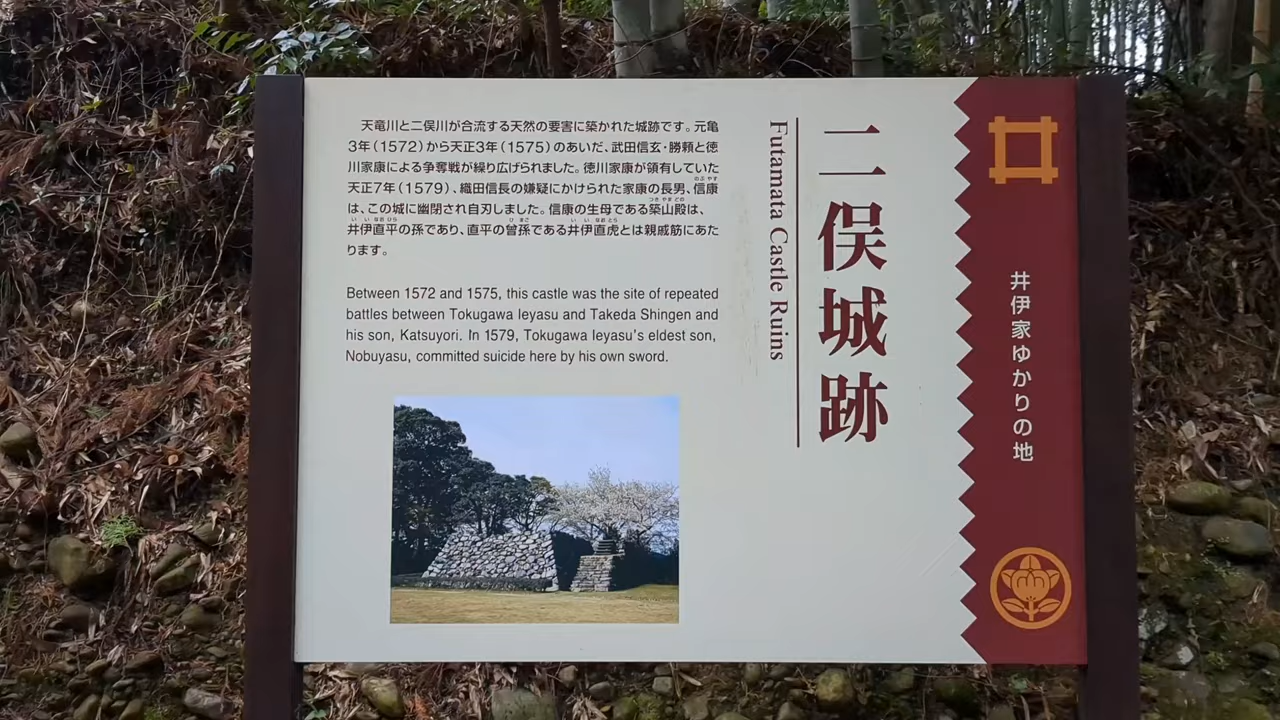 井伊家ゆかりの地
二俣城跡
Futamata Castle Ruins
天竜川と二俣川が合流する天然の要害に築かれた城跡です。元亀
3年（1572）から天正3年（1575）のあいだ、武田信玄・勝頼と徳
川家康による争奪戦が繰り広げられました。徳川家康が領有していた
天正7年（1579）、織田信長の嫌疑にかけられた家康の長男、信康
は、この城に幽閉され自刃しました。信康の生母である築山殿は、
井伊直平の孫であり、直平の曾孫である井伊直虎とは親戚筋にあた
ります。
Between 1572 and 1575, this castle was the site of repeated
battles between Tokugawa Ieyasu and Takeda Shingen and
his son, Katsuyori. In 1579, Tokugawa Ieyasu's eldest son,
Nobuyasu, committed suicide here by his own sword.